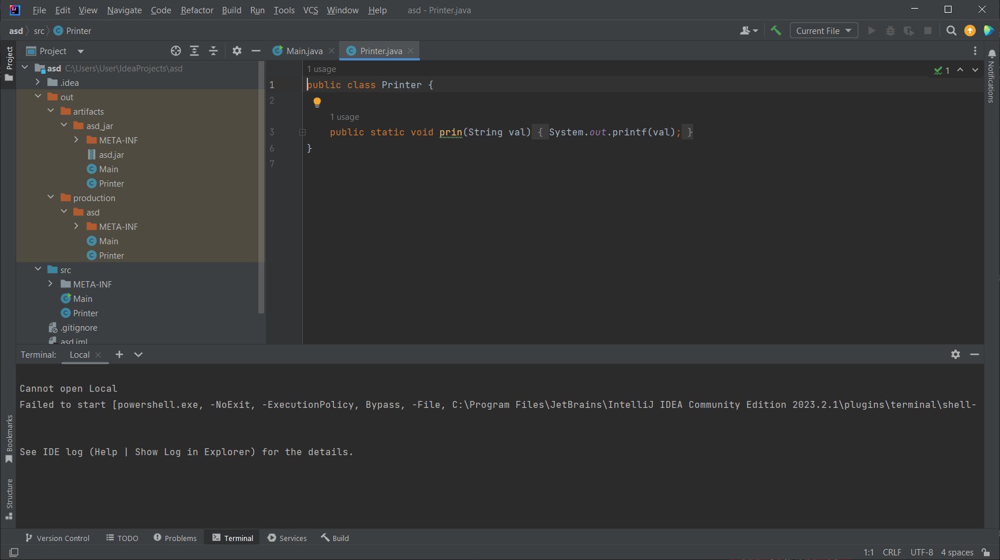 File Edit View Navigate Code Refactor Build Run Tools VCS Window Help asd - Printer.java
asd src Printer
Current File
Project
Project
Main.java
Printer.java
Notifications
asd C:\Users\User\IdeaProjects\asd
.idea
out
artifacts
asd_jar
META-INF
asd.jar
Main
Printer
production
asd
META-INF
Main
Printer
src
META-INF
Main
Printer
.gitignore
asd.iml
1 usage
1
1 public class Printer {
2
1 usage
3 public static void prin(String val) { System.out.printf(val); }
6 }
7
Terminal: Local
Cannot open Local
Failed to start [powershell.exe, -NoExit, -ExecutionPolicy, Bypass, -File, C:\Program Files\JetBrains\IntelliJ IDEA Community Edition 2023.2.1\plugins\terminal\shell-
See IDE log (Help | Show Log in Explorer) for the details.
Bookmarks
Structure
Version Control TODO Problems Terminal Services Build
1:1 CRLF UTF-8 4 spaces